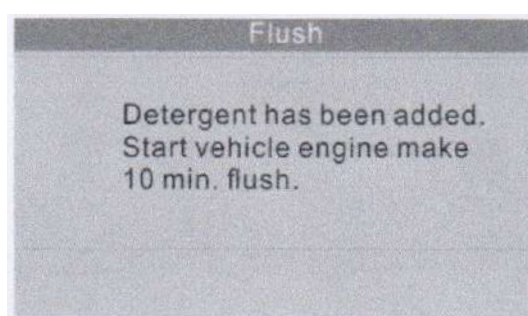 Flush
Detergent has been added.
Start vehicle engine make
10 min. flush.